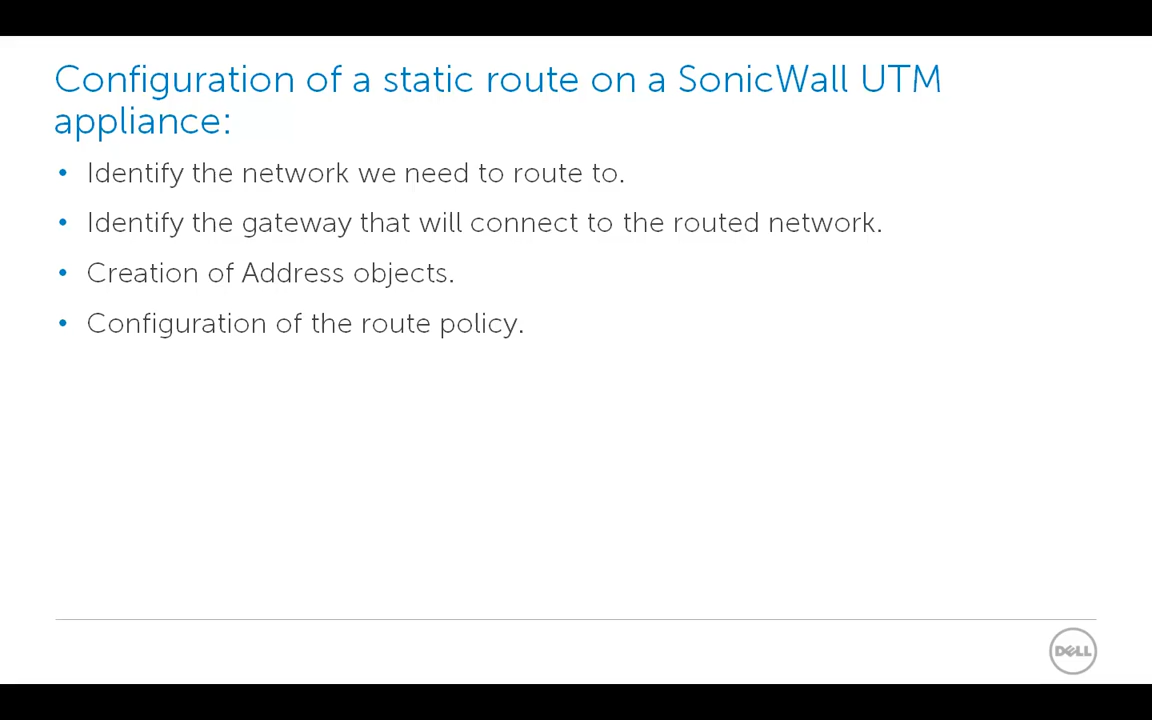 Configuration of a static route on a SonicWall UTM
appliance:
• Identify the network we need to route to.
• Identify the gateway that will connect to the routed network.
• Creation of Address objects.
• Configuration of the route policy.
DELL